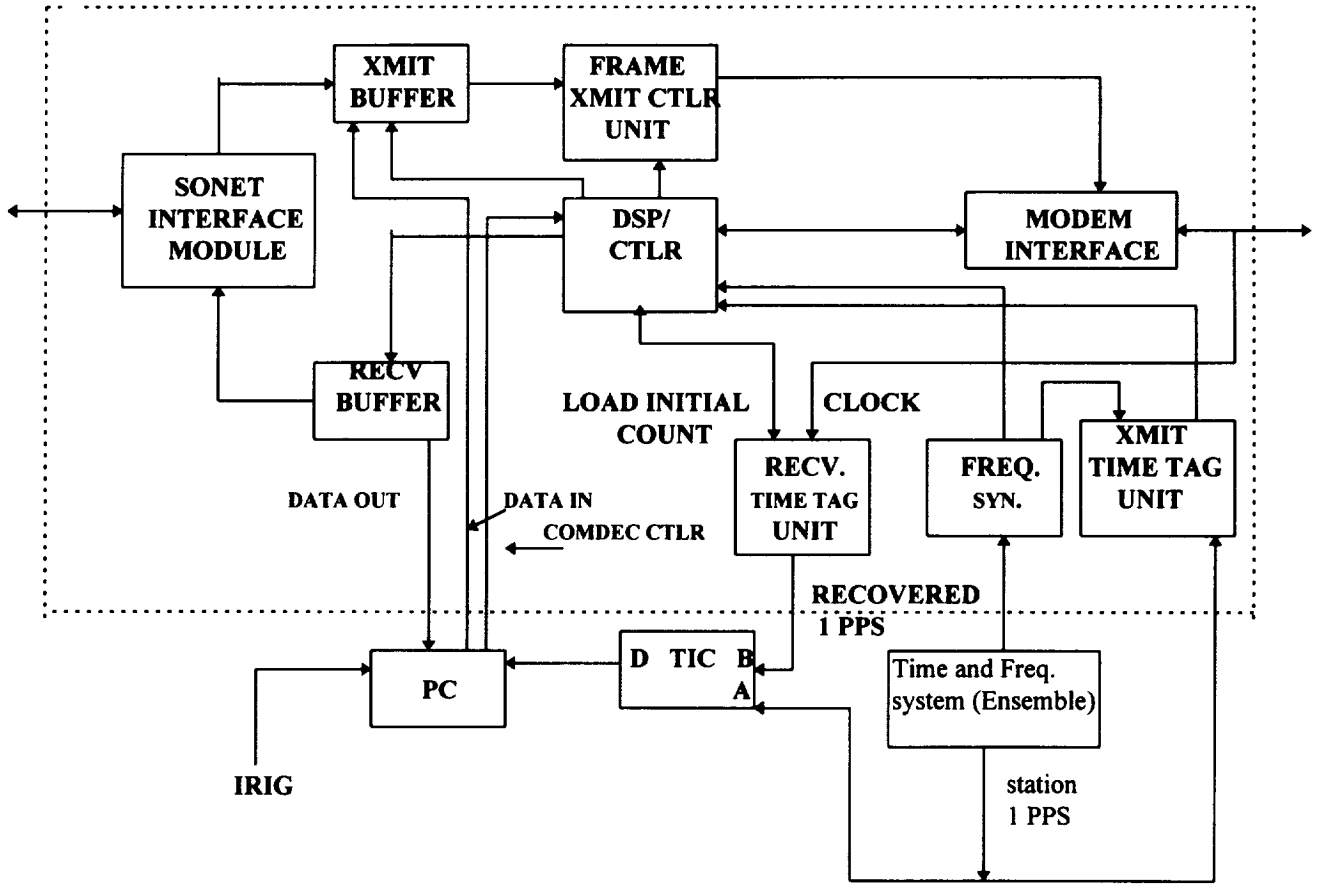 XMIT
BUFFER
FRAME
XMIT CTLR
UNIT
SONET
INTERFACE
MODULE
DSP/
CTLR
MODEM
INTERFACE
RECV
BUFFER
LOAD INITIAL
COUNT
CLOCK
RECV.
TIME TAG
UNIT
FREQ.
SYN.
XMIT
TIME TAG
UNIT
DATA OUT
DATA IN
COMDEC CTLR
RECOVERED
1 PPS
PC
D TIC B
A
Time and Freq.
system (Ensemble)
IRIG
station
1 PPS